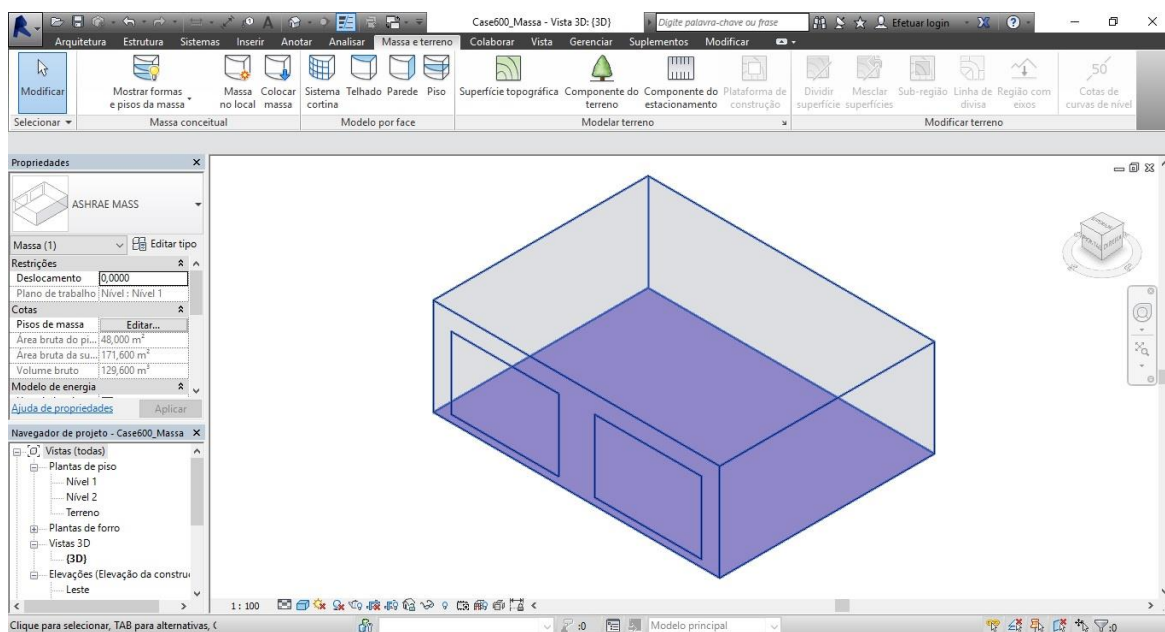 Case600_Massa - Vista 3D: {3D}
Digite palavra-chave ou frase
Efetuar login
Arquitetura Estrutura Sistemas Inserir Anotar Analisar Massa e terreno Colaborar Vista Gerenciar Suplementos Modificar
Modificar
Mostrar formas e pisos da massa
Massa no local
Colocar massa
Sistema cortina
Telhado
Parede
Piso
Superfície topográfica
Componente do terreno
Componente do estacionamento
Plataforma de construção
Dividir superfície
Mesclar superfícies
Sub-região
Linha de divisa
Região com eixos
50
Cotas de curvas de nível
Selecionar Massa conceitual Modelo por face Modelar terreno Modificar terreno
Propriedades
ASHRAE MASS
Massa (1) Editar tipo
Restrições
Deslocamento 0,0000
Plano de trabalho Nível : Nível 1
Cotas
Pisos de massa Editar...
Área bruta do pi... 48,000 m²
Área bruta da su... 171,600 m²
Volume bruto 129,600 m³
Modelo de energia
Ajuda de propriedades Aplicar
Navegador de projeto - Case600_Massa
Vistas (todas)
Plantas de piso
Nível 1
Nível 2
Terreno
Plantas de forro
Vistas 3D
{3D}
Elevações (Elevação da constru
Leste
1 : 100
Clique para selecionar, TAB para alternativas, C
:0
Modelo principal
:0